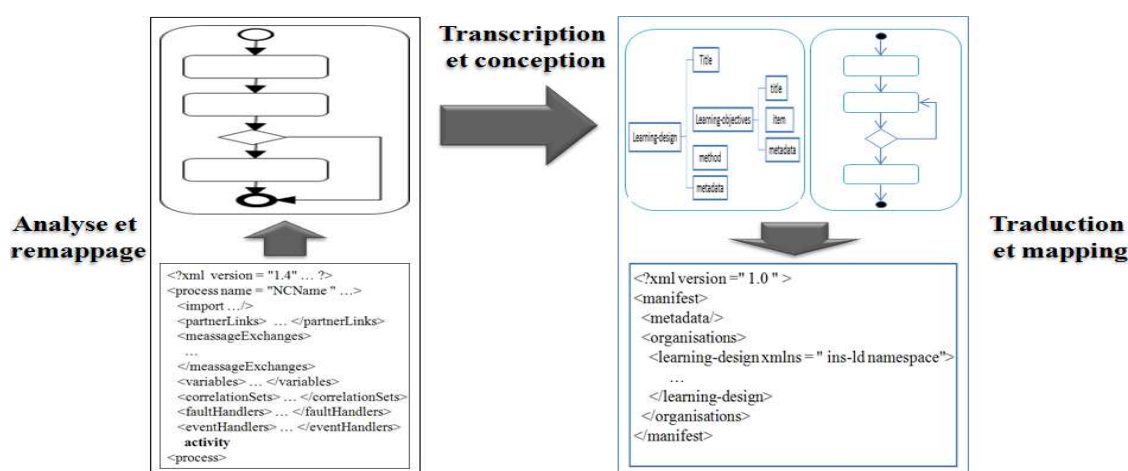 Transcription
et conception
Analyse et
remappage
<?xml version = "1.4" ... ?>
<process name = "NCName " ...>
<import .../>
<partnerLinks> ... </partnerLinks>
<meassageExchanges>
...
</meassageExchanges>
<variables> ... </variables>
<correlationSets> ... </correlationSets>
<faultHandlers> ... </faultHandlers>
<eventHandlers> ... </eventHandlers>
activity
<process>
Title
title
Learning-objectives
item
Learning-design
metadata
method
metadata
Traduction
et mapping
<?xml version =" 1.0 " >
<manifest>
<metadata/>
<organisations>
<learning-design xmlns = " ins-ld namespace">
...
</learning-design>
</organisations>
</manifest>